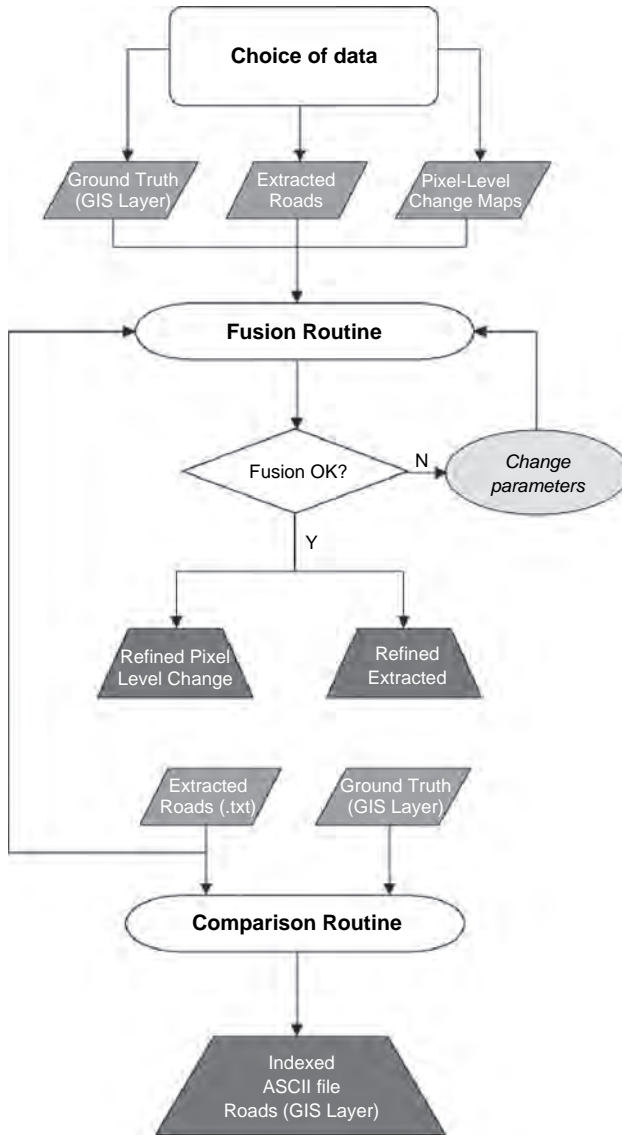 Choice of data
Ground Truth
(GIS Layer)
Extracted
Roads
Pixel-Level
Change Maps
Fusion Routine
Fusion OK?
N
Change
parameters
Y
Refined Pixel
Level Change
Refined
Extracted
Extracted
Roads (.txt)
Ground Truth
(GIS Layer)
Comparison Routine
Indexed
ASCII file
Roads (GIS Layer)